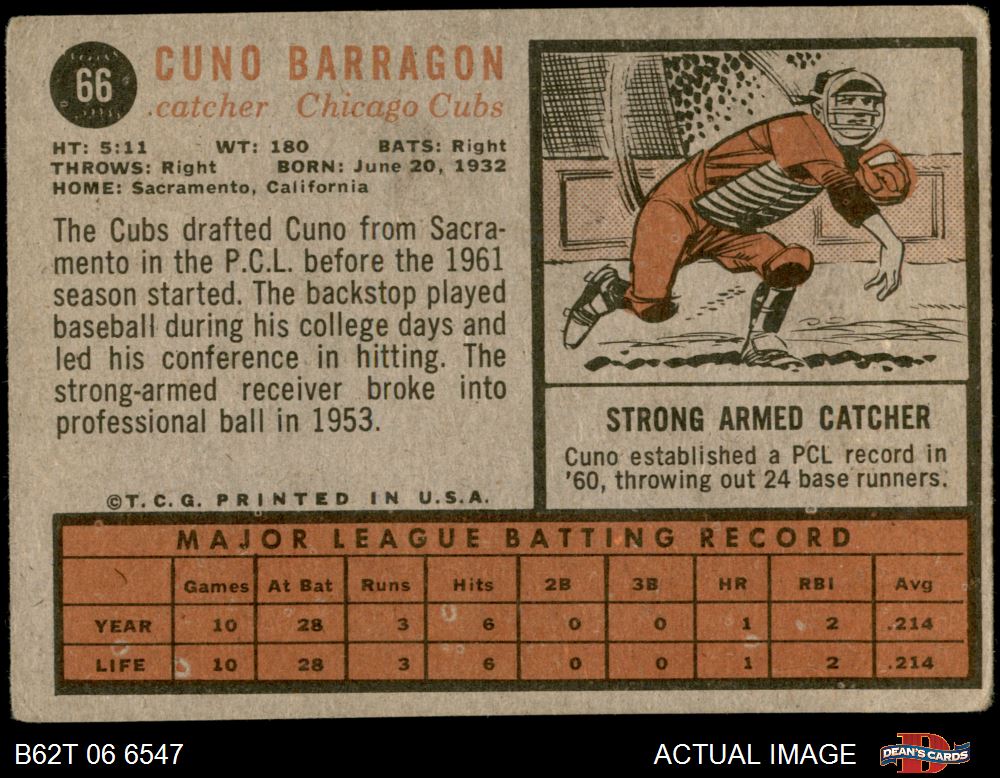 66
CUNO BARRAGON
catcher Chicago Cubs
HT: 5:11 WT: 180 BATS: Right
THROWS: Right BORN: June 20, 1932
HOME: Sacramento, California
The Cubs drafted Cuno from Sacra-
mento in the P.C.L. before the 1961
season started. The backstop played
baseball during his college days and
led his conference in hitting. The
strong-armed receiver broke into
professional ball in 1953.
©T.C.G. PRINTED IN U.S.A.
STRONG ARMED CATCHER
Cuno established a PCL record in
'60, throwing out 24 base runners.
MAJOR LEAGUE BATTING RECORD
Games At Bat Runs Hits 2B 3B HR RBI Avg
YEAR 10 28 3 6 0 0 1 2 .214
LIFE 10 28 3 6 0 0 1 2 .214
B62T 06 6547 ACTUAL IMAGE DEAN'S CARDS